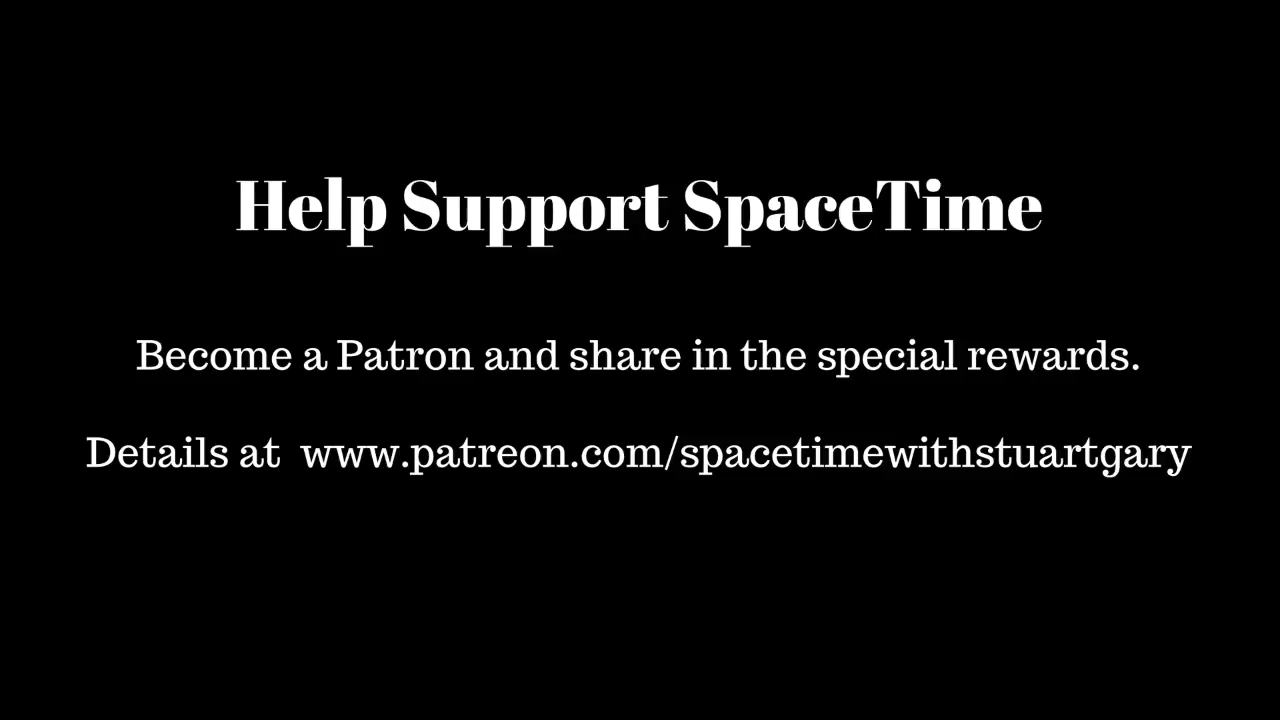 Help Support SpaceTime
Become a Patron and share in the special rewards.
Details at www.patreon.com/spacetimewithstuartgary